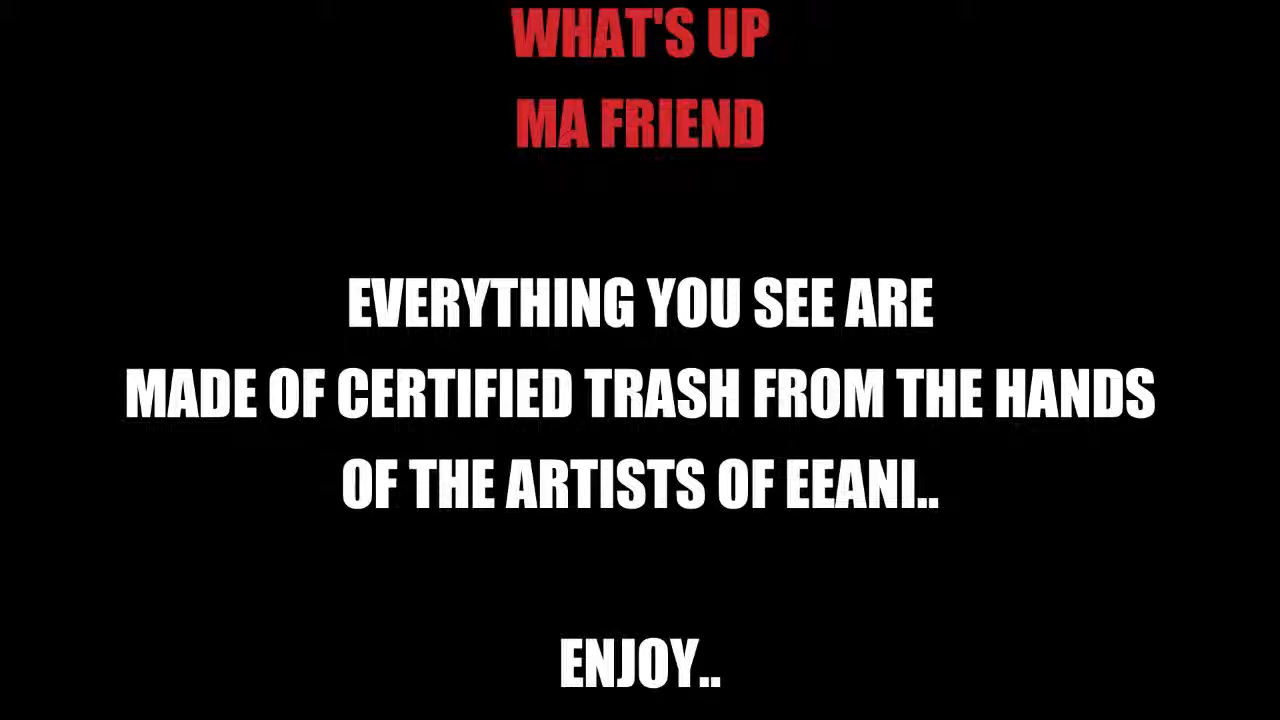 WHAT'S UP
MA FRIEND
EVERYTHING YOU SEE ARE
MADE OF CERTIFIED TRASH FROM THE HANDS
OF THE ARTISTS OF EEANI..
ENJOY..